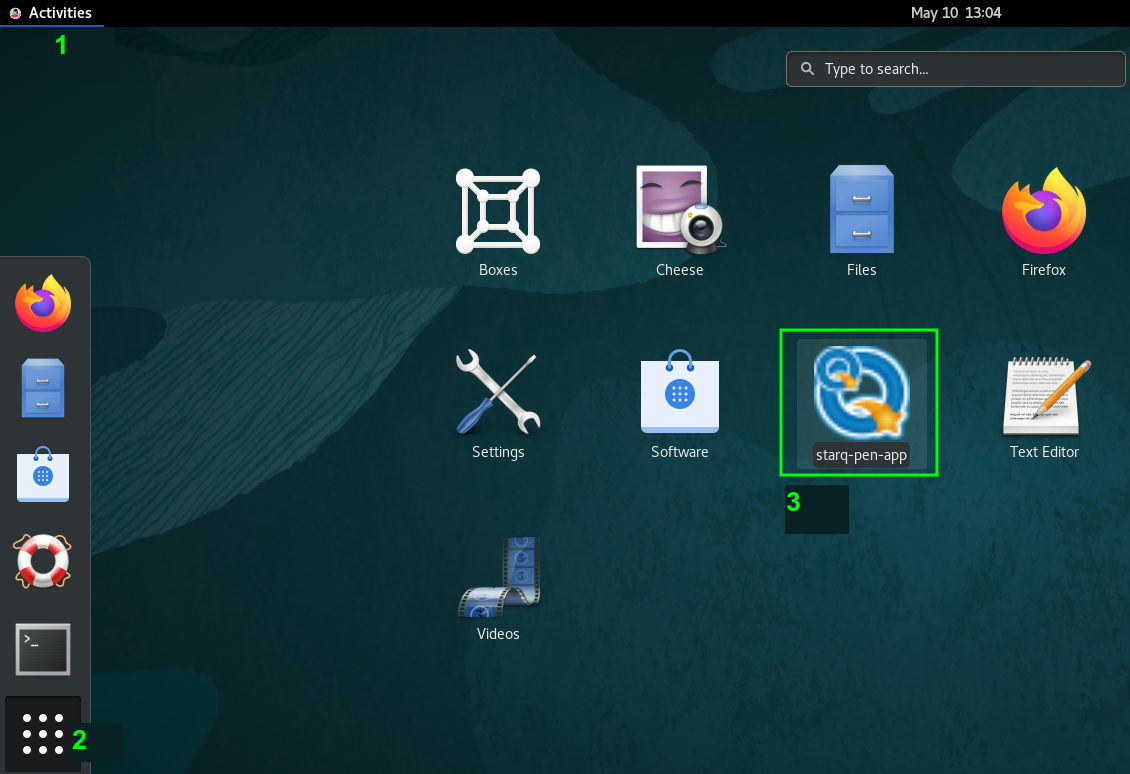 Activities
May 10 13:04
1
Type to search...
Boxes
Cheese
Files
Firefox
Settings
Software
starq-pen-app
Text Editor
3
Videos
>_
2